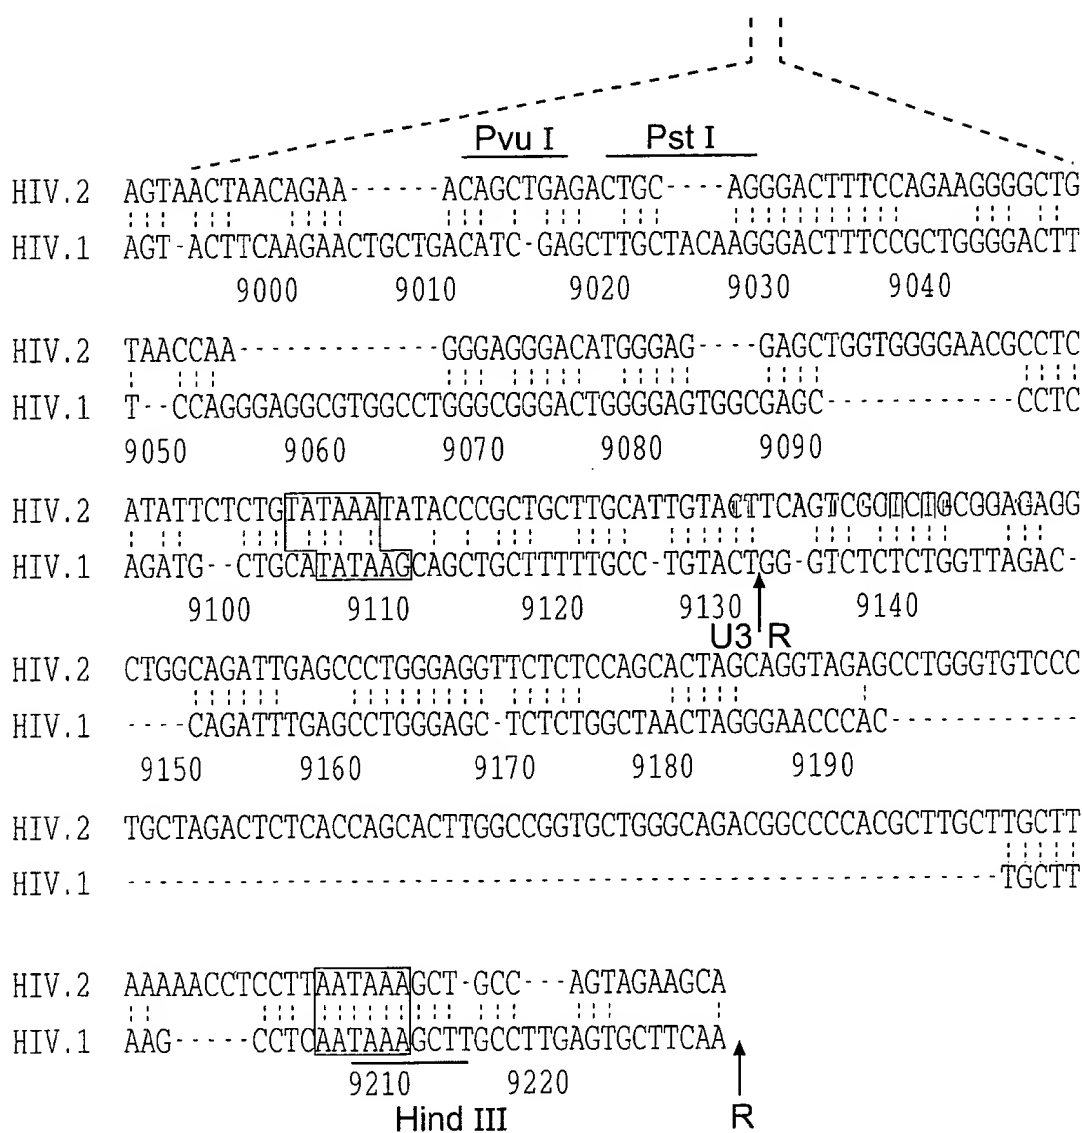 Pvu I Pst I
HIV.2 AGTAACTAACAGAA------ACAGCTGAGACTGC----AGGGACTTTCCAGAAGGGGCTG
HIV.1 AGT-ACTTCAAGAACTGCTGACATC-GAGCTTGCTACAAGGGACTTTCCGCTGGGGACTT
9000 9010 9020 9030 9040
HIV.2 TAACCAA-------------GGGAGGGACATGGGAG----GAGCTGGTGGGGAACGCCTC
HIV.1 T--CCAGGGAGGCGTGGCCTGGGCGGGACTGGGGAGTGGCGAGC------------CCTC
9050 9060 9070 9080 9090
HIV.2 ATATTCTCTGTATAAATATACCCGCTGCTTGCATTGTACTTCAGTCGCTCTGCGGAGAGG
HIV.1 AGATG--CTGCATATAAGCAGCTGCTTTTTGCC-TGTACTGG-GTCTCTCTGGTTAGAC-
9100 9110 9120 9130 9140
U3 R
HIV.2 CTGGCAGATTGAGCCCTGGGAGGTTCTCTCCAGCACTAGCAGGTAGAGCCTGGGTGTCCC
HIV.1 ----CAGATTTGAGCCTGGGAGC-TCTCTGGCTAACTAGGGAACCCAC------------
9150 9160 9170 9180 9190
HIV.2 TGCTAGACTCTCACCAGCACTTGGCCGGTGCTGGGCAGACGGCCCCACGCTTGCTTGCTT
HIV.1 -------------------------------------------------------TGCTT
HIV.2 AAAAACCTCCTTAATAAAGCT-GCC---AGTAGAAGCA
HIV.1 AAG-----CCTCAATAAAGCTTGCCTTGAGTGCTTCAA
9210 9220
Hind III R